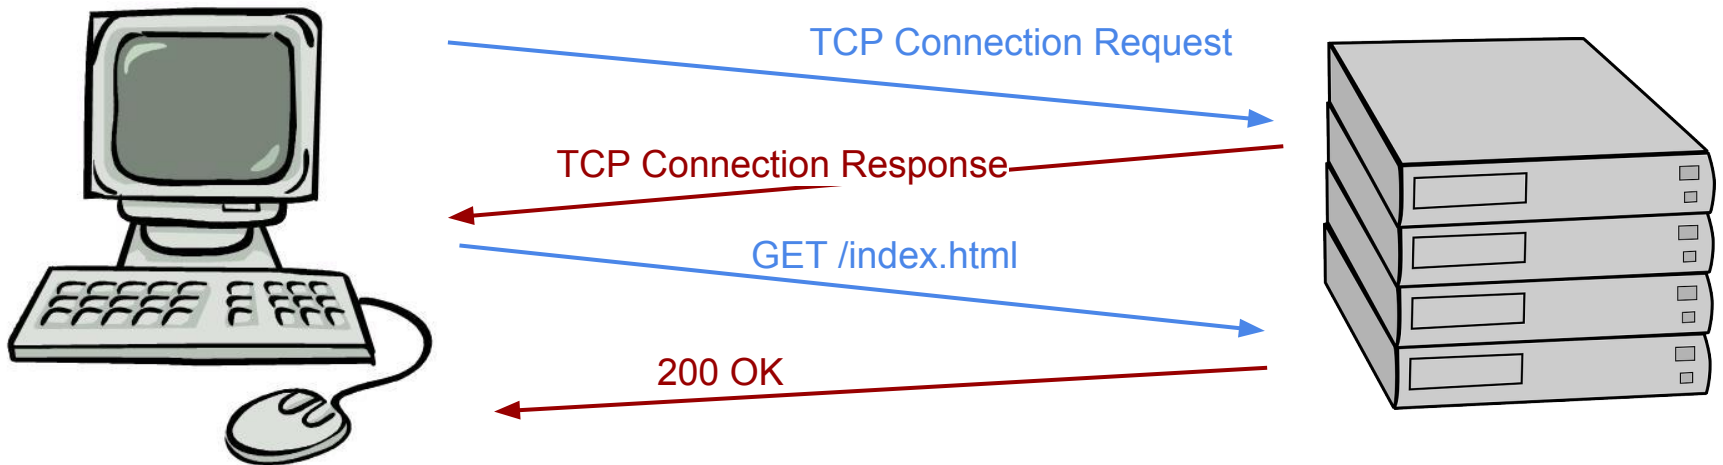 TCP Connection Request
TCP Connection Response
GET /index.html
200 OK